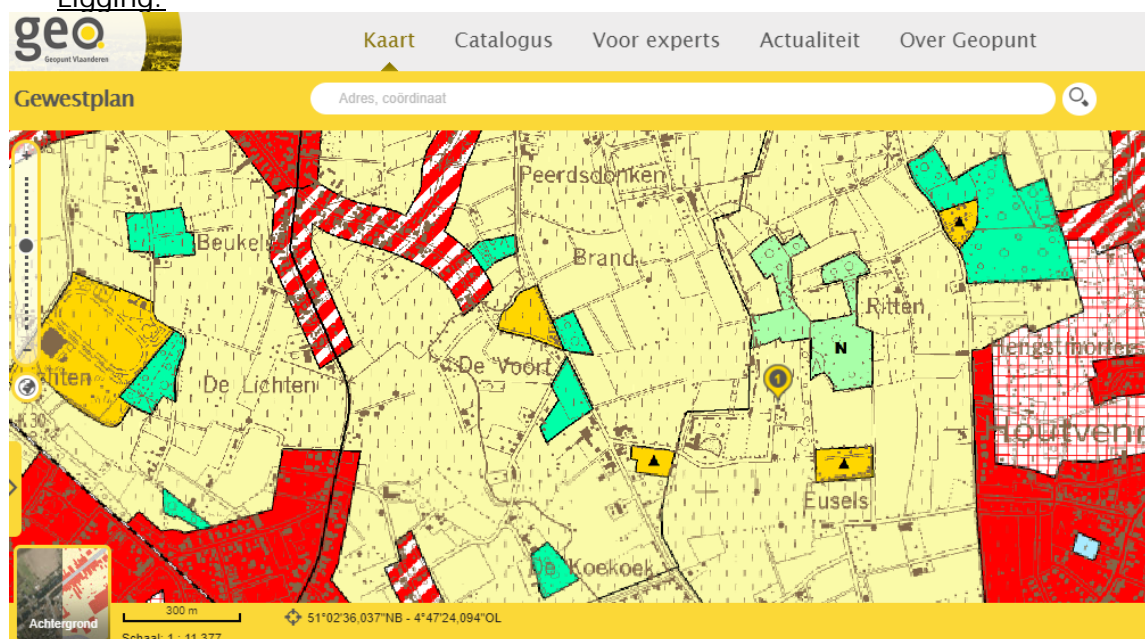 Ligging:
geo
Geopunt Vlaanderen
Kaart Catalogus Voor experts Actualiteit Over Geopunt
Gewestplan
Adres, coördinaat
Peerdsdonken
Beukel
Brand
Ritten
N
De Voort
De Lichten
1
Eusels
De Koekoek
Achtergrond
300 m
51°02'36,037"NB - 4°47'24,094"OL
Schaal: 1 : 11.377